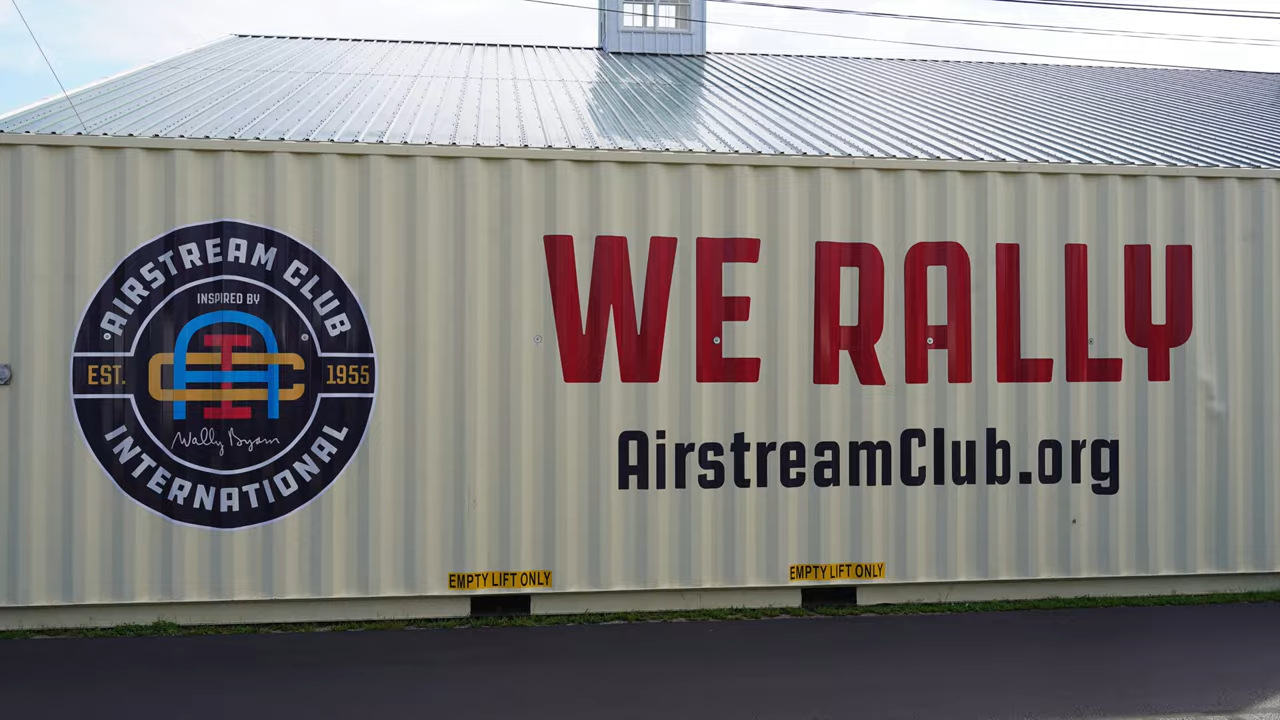 AIRSTREAM CLUB
INSPIRED BY
EST. 1955
Wally Byam
INTERNATIONAL
WE RALLY
AirstreamClub.org
EMPTY LIFT ONLY
EMPTY LIFT ONLY